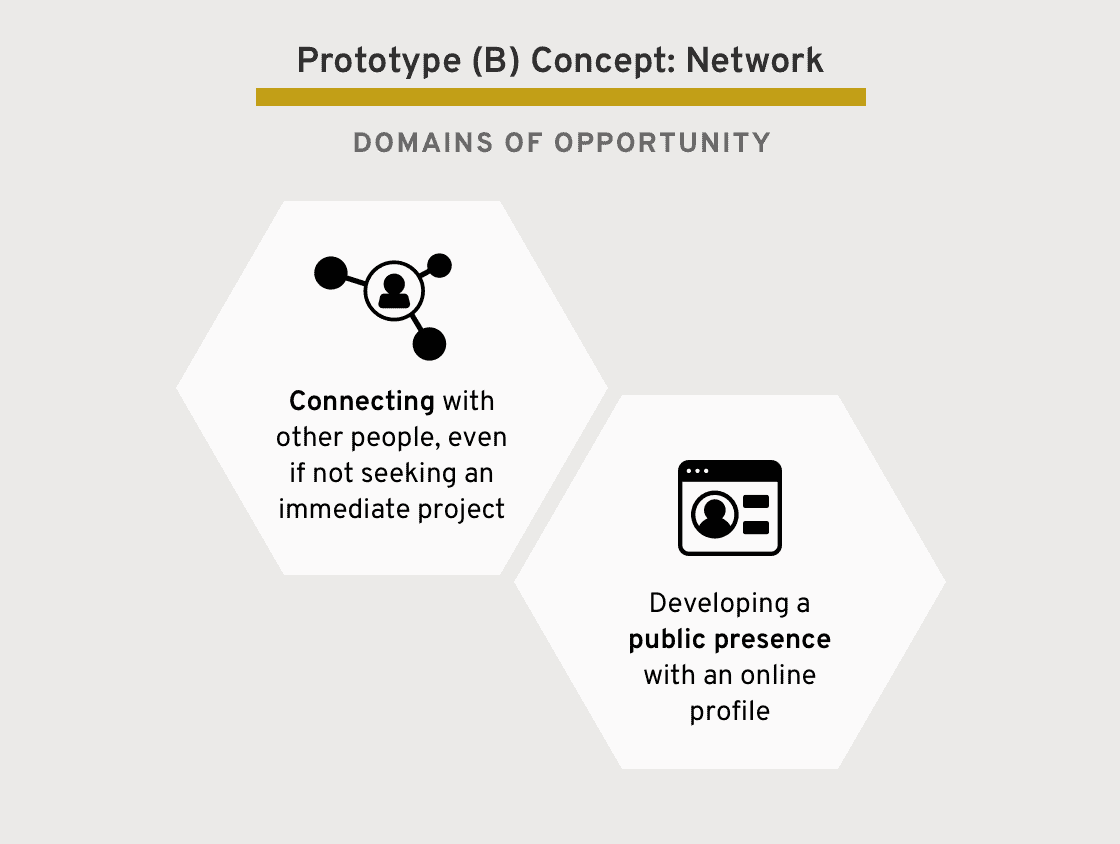 Prototype (B) Concept: Network
DOMAINS OF OPPORTUNITY
Connecting with
other people, even
if not seeking an
immediate project
Developing a
public presence
with an online
profile